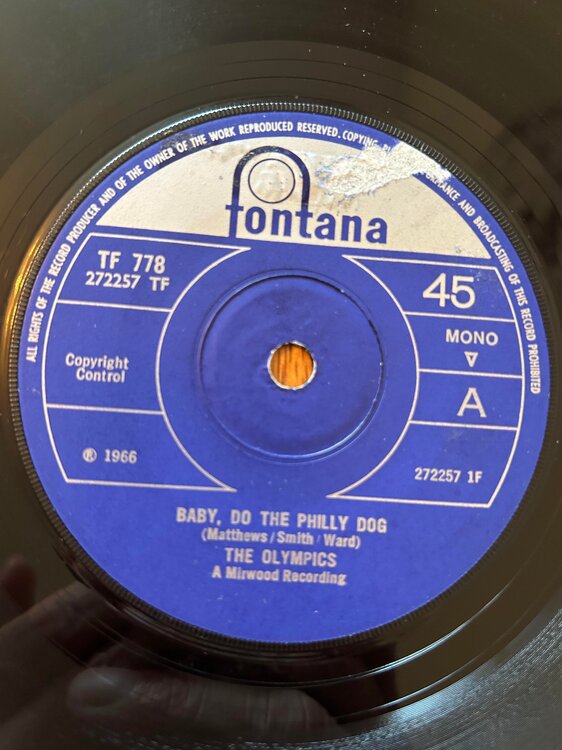 ALL RIGHTS OF THE RECORD PRODUCER AND OF THE OWNER OF THE WORK REPRODUCED RESERVED. COPYING, PU
ORMANCE AND BROADCASTING OF THIS RECORD PROHIBITED
fontana
TF 778
272257 TF
45
MONO
Copyright
Control
A
℗ 1966
272257 1F
BABY, DO THE PHILLY DOG
(Matthews / Smith / Ward)
THE OLYMPICS
A Mirwood Recording